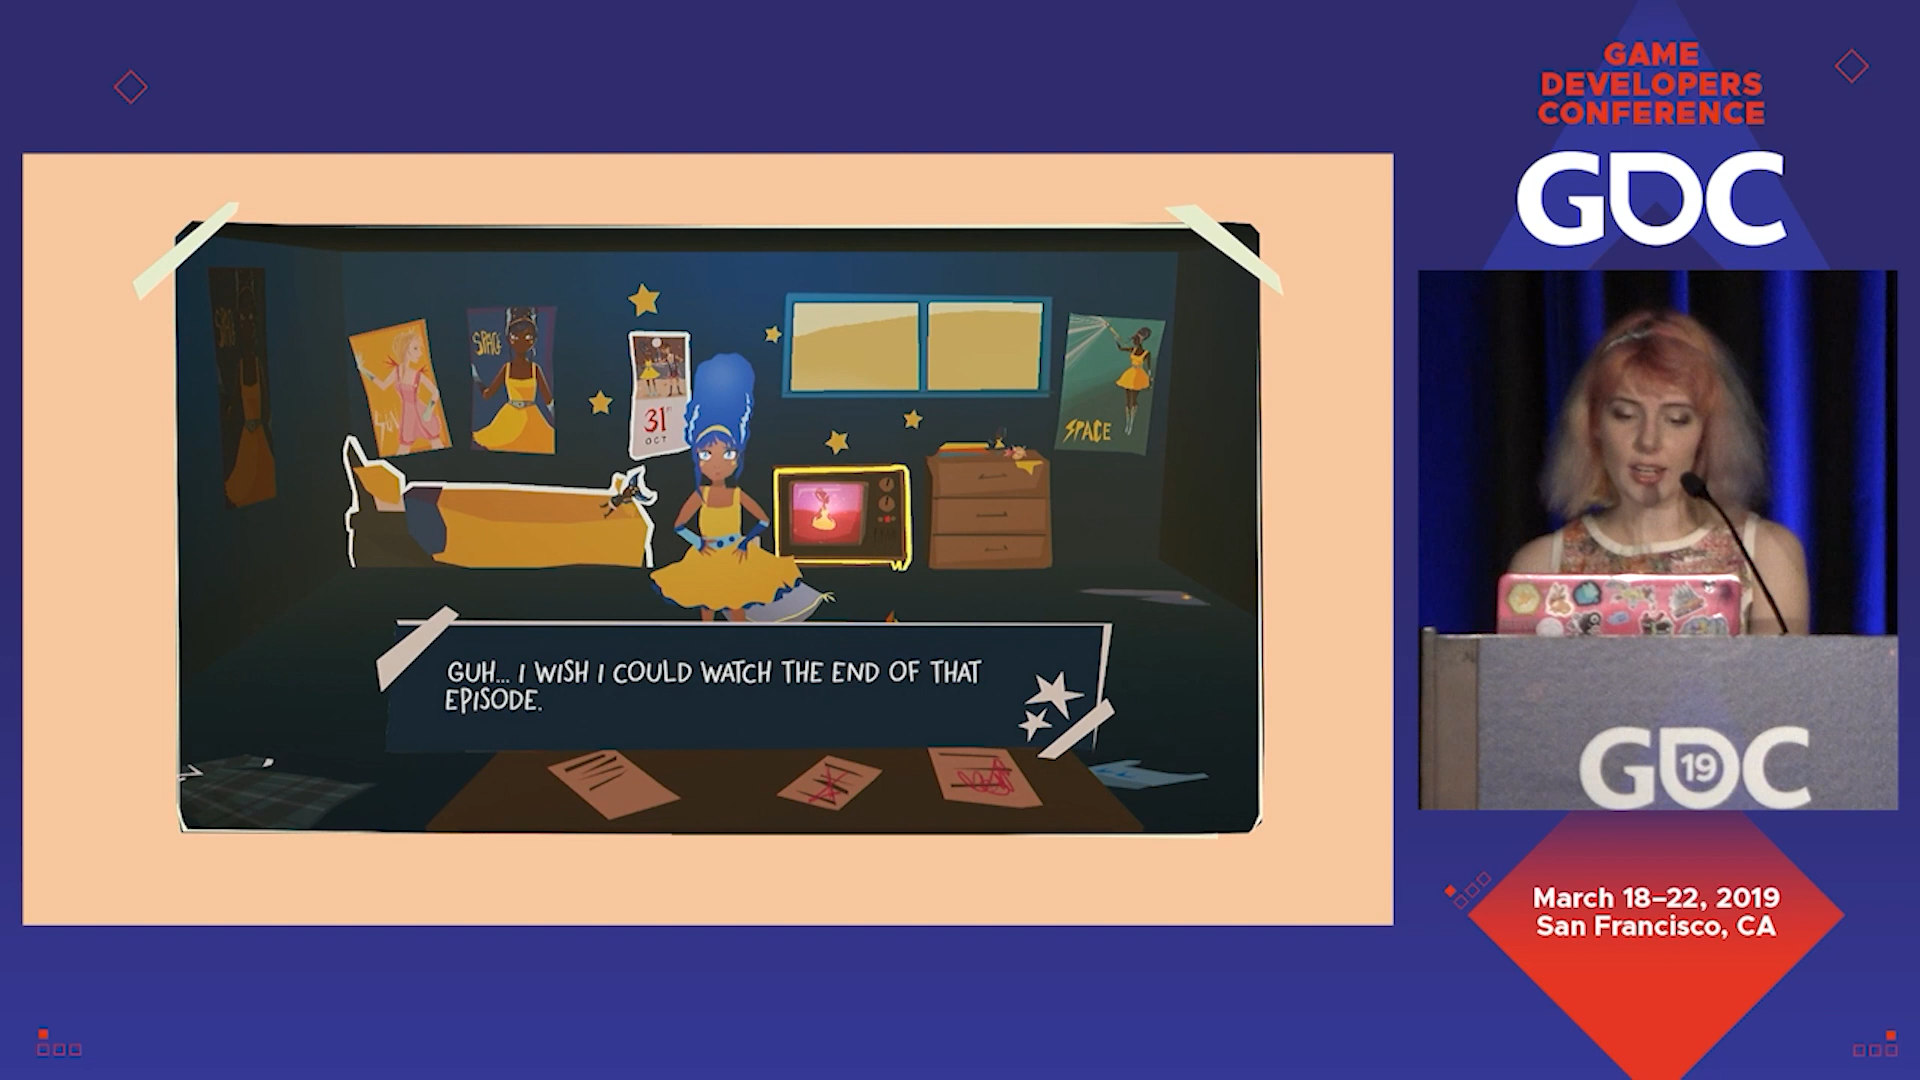 GAME
DEVELOPERS
CONFERENCE
GDC
SPACE
31
OCT
SPACE
GUH... I WISH I COULD WATCH THE END OF THAT
EPISODE.
GDC
19
March 18–22, 2019
San Francisco, CA